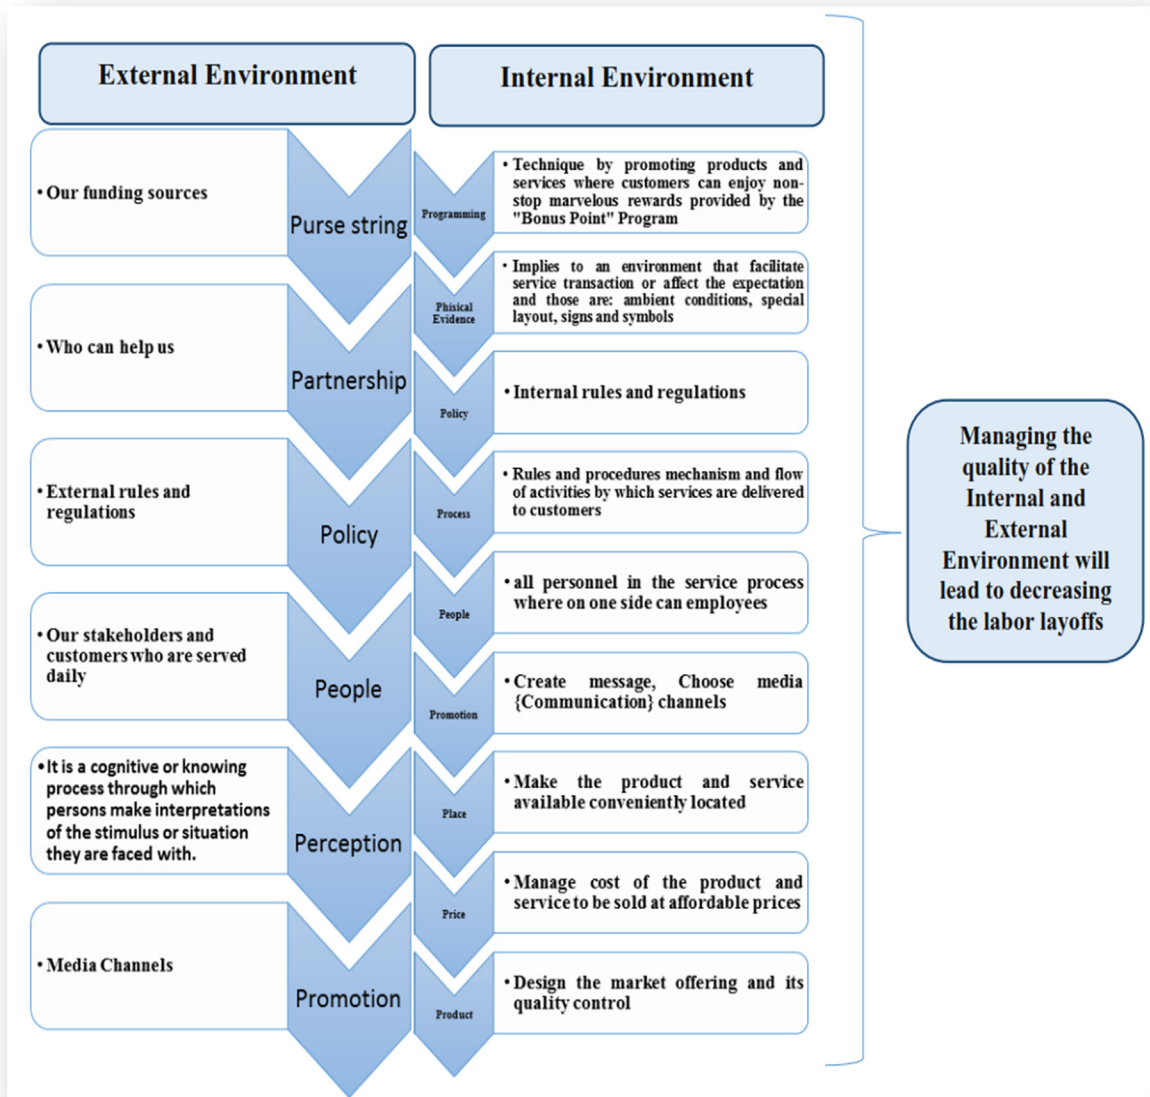 External Environment
Internal Environment
• Our funding sources
Purse string
• Who can help us
Partnership
• External rules and
regulations
Policy
• Our stakeholders and
customers who are served
daily
People
• It is a cognitive or knowing
process through which
persons make interpretations
of the stimulus or situation
they are faced with.
Perception
• Media Channels
Promotion
Programming
• Technique by promoting products and
services where customers can enjoy non-
stop marvelous rewards provided by the
"Bonus Point" Program
Phisical
Evidence
• Implies to an environment that facilitate
service transaction or affect the expectation
and those are: ambient conditions, special
layout, signs and symbols
Policy
• Internal rules and regulations
Process
• Rules and procedures mechanism and flow
of activities by which services are delivered
to customers
People
• all personnel in the service process
where on one side can employees
Promotion
• Create message, Choose media
{Communication} channels
Place
• Make the product and service
available conveniently located
Price
• Manage cost of the product and
service to be sold at affordable prices
Product
• Design the market offering and its
quality control
Managing the
quality of the
Internal and
External
Environment will
lead to decreasing
the labor layoffs